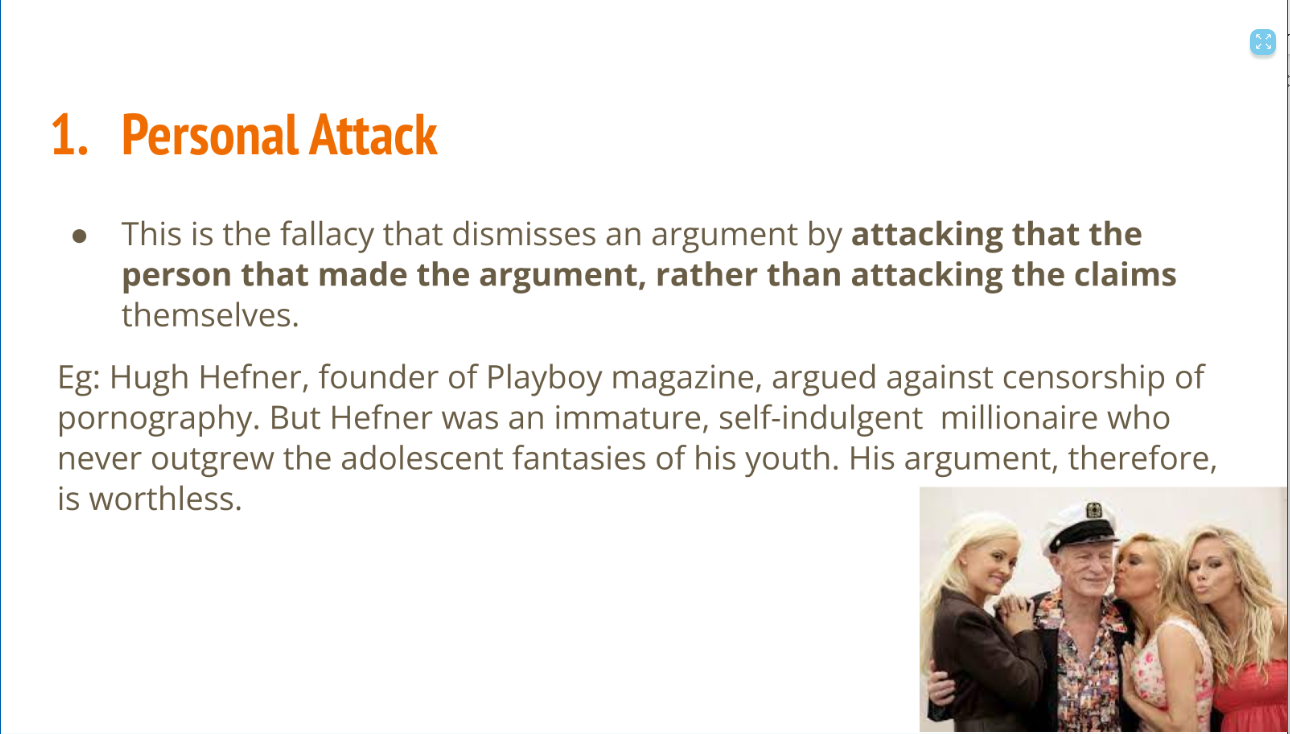 1. Personal Attack
● This is the fallacy that dismisses an argument by attacking that the
person that made the argument, rather than attacking the claims
themselves.
Eg: Hugh Hefner, founder of Playboy magazine, argued against censorship of
pornography. But Hefner was an immature, self-indulgent  millionaire who
never outgrew the adolescent fantasies of his youth. His argument, therefore,
is worthless.